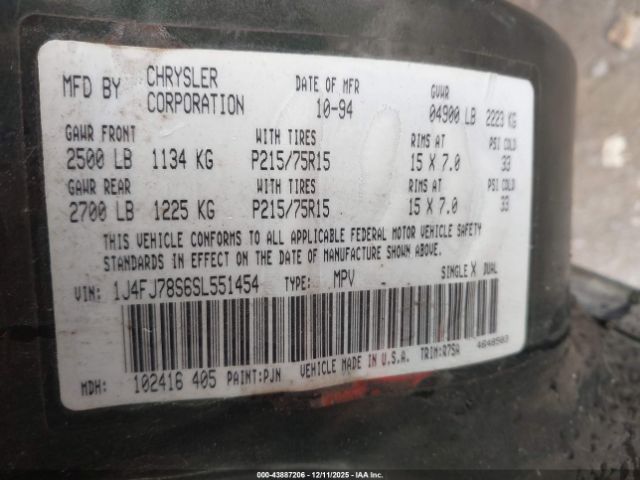 MFD BY CHRYSLER CORPORATION DATE OF MFR 10-94 GVWR 04900 LB 2223 KG
GAWR FRONT WITH TIRES RIMS AT PSI COLD
2500 LB 1134 KG P215/75R15 15 X 7.0 33
GAWR REAR WITH TIRES RIMS AT PSI COLD
2700 LB 1225 KG P215/75R15 15 X 7.0 33
THIS VEHICLE CONFORMS TO ALL APPLICABLE FEDERAL MOTOR VEHICLE SAFETY
STANDARDS IN EFFECT ON THE DATE OF MANUFACTURE SHOWN ABOVE.
VIN: 1J4FJ78S6SL551454 TYPE: MPV SINGLE X DUAL
MDH: 102416 405 PAINT:PJN VEHICLE MADE IN U.S.A. TRIM:R7SA 4648503
000-43887206 - 12/11/2025 - IAA Inc.